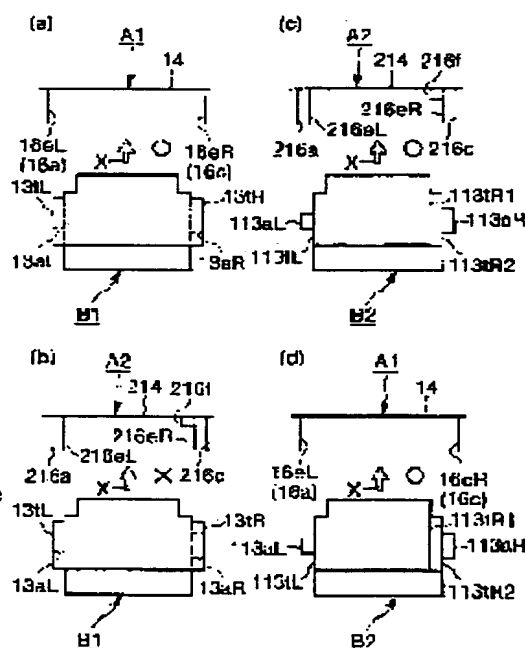 (a)
A1
14
16eL
(16a)
16eR
(16c)
X
13tL
13tR
13aL
B1
(c)
A2
214
216f
216eR
216eL
216a
216c
X
113tR1
113aR
113aL
113tL
113tR2
B2
(b)
A2
214
216f
216eR
216eL
216a
216c
X
13tL
13tR
13aL
13aR
B1
(d)
A1
14
16eL
(16a)
16eR
(16c)
X
113tR1
113aL
113aR
113tL
113tR2
B2